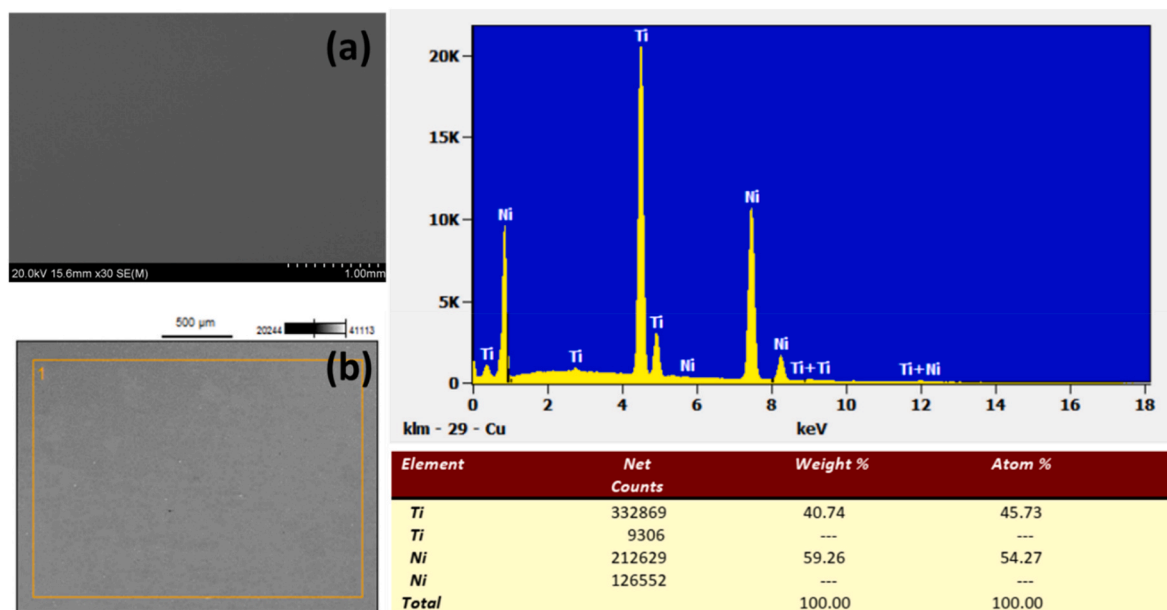 (a)
20.0kV 15.6mm x30 SE(M) 1.00mm
500 µm 20244 41113
1 (b)
Ti
20K
15K
Ni Ni
10K
5K
Ti Ti Ti Ni Ni Ti+Ti Ti+Ni
0
0 2 4 6 8 10 12 14 16 18
klm - 29 - Cu keV
Element Net Counts Weight % Atom %
Ti 332869 40.74 45.73
Ti 9306 --- ---
Ni 212629 59.26 54.27
Ni 126552 --- ---
Total 100.00 100.00